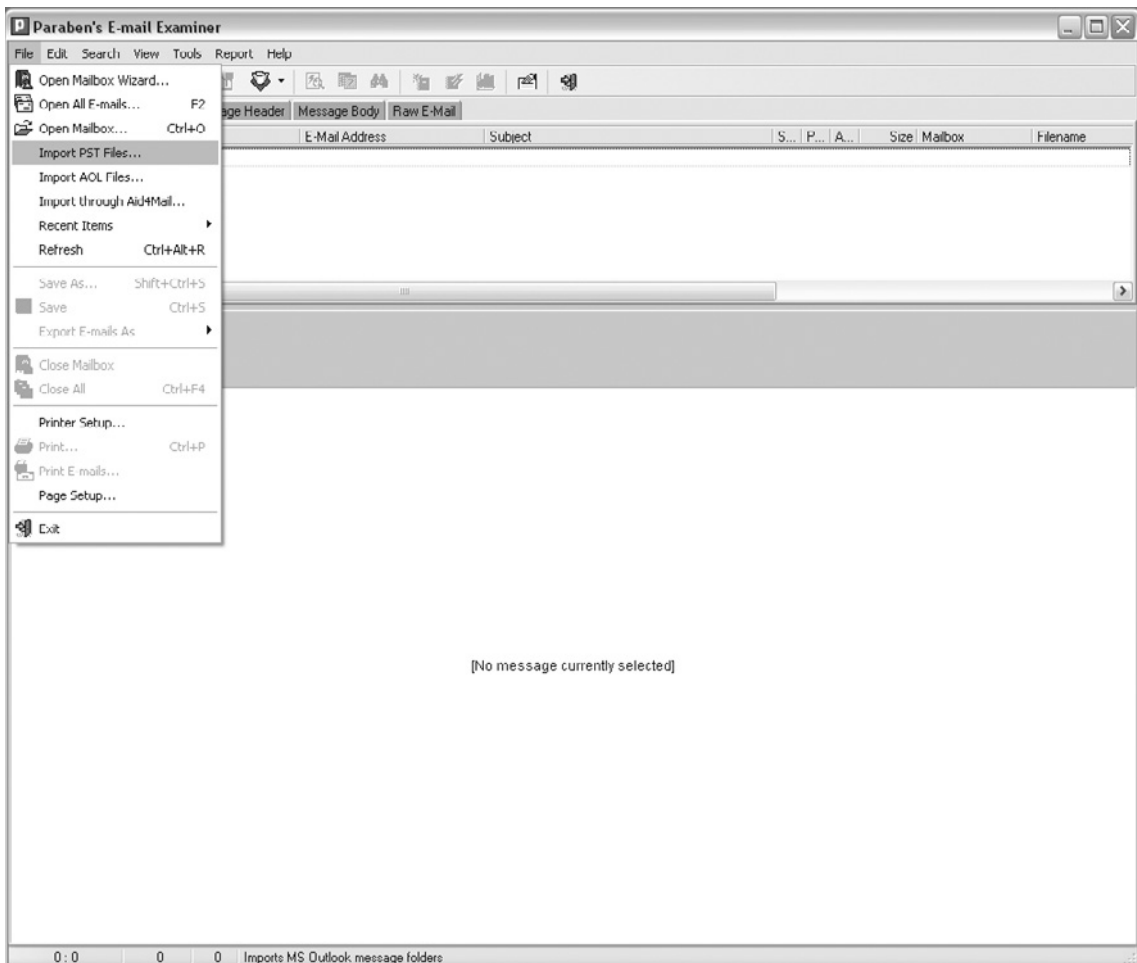 Paraben's E-mail Examiner
File Edit Search View Tools Report Help
Open Mailbox Wizard...
Open All E-mails... F2
age Header Message Body Raw E-Mail
Open Mailbox... Ctrl+O
E-Mail Address Subject S... P... A... Size Mailbox Filename
Import PST Files...
Import AOL Files...
Import through Aid4Mail...
Recent Items
Refresh Ctrl+Alt+R
Save As... Shift+Ctrl+S
Save Ctrl+S
Export E-mails As
Close Mailbox
Close All Ctrl+F4
Printer Setup...
Print... Ctrl+P
Print E-mails...
Page Setup...
Exit
[No message currently selected]
0 : 0 0 0 Imports MS Outlook message folders